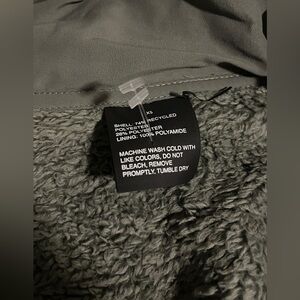 XS
SHELL: 74% RECYCLED
POLYESTER
26% POLYESTER
LINING: 100% POLYAMIDE
MACHINE WASH COLD WITH
LIKE COLORS, DO NOT
BLEACH, REMOVE
PROMPTLY, TUMBLE DRY